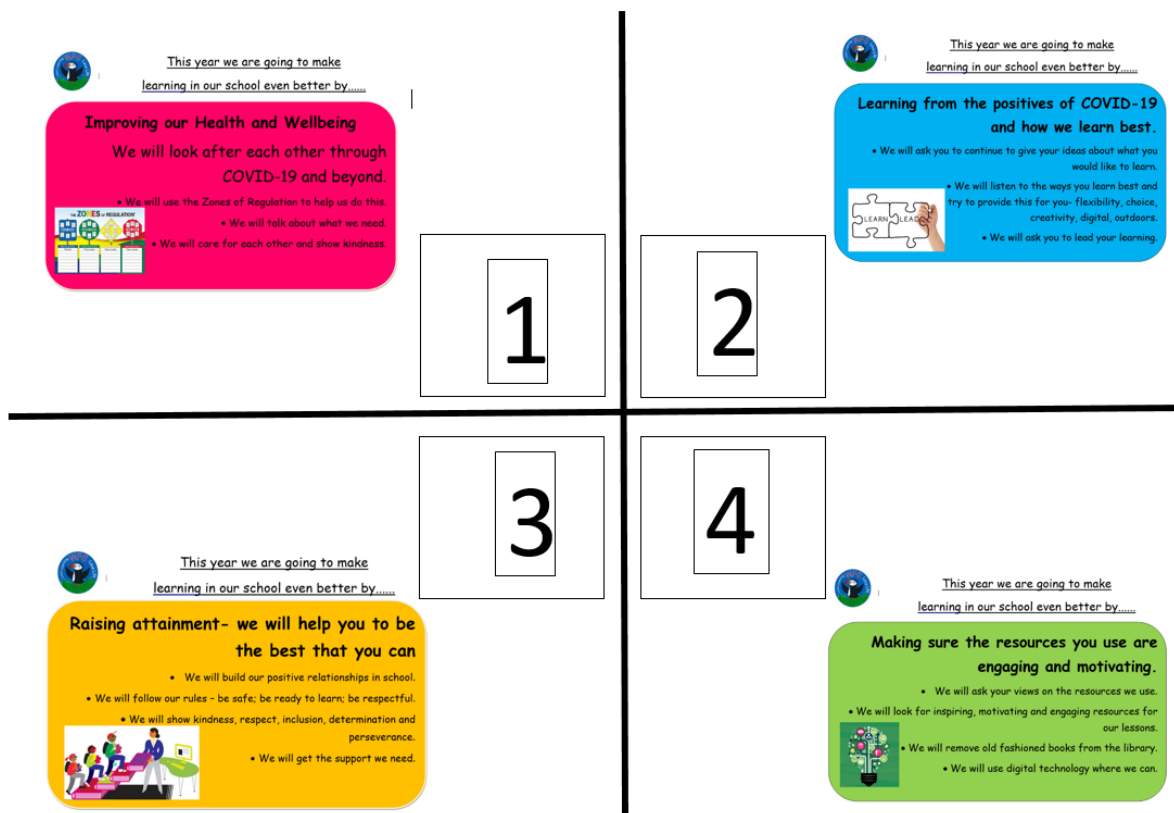 This year we are going to make
learning in our school even better by......
Improving our Health and Wellbeing
We will look after each other through
COVID-19 and beyond.
• We will use the Zones of Regulation to help us do this.
• We will talk about what we need.
• We will care for each other and show kindness.
THE ZONES of REGULATION
1
This year we are going to make
learning in our school even better by......
Learning from the positives of COVID-19
and how we learn best.
• We will ask you to continue to give your ideas about what you
would like to learn.
• We will listen to the ways you learn best and
try to provide this for you- flexibility, choice,
creativity, digital, outdoors.
• We will ask you to lead your learning.
LEARN LEAD
2
3
This year we are going to make
learning in our school even better by......
Raising attainment- we will help you to be
the best that you can
• We will build our positive relationships in school.
• We will follow our rules – be safe; be ready to learn; be respectful.
• We will show kindness, respect, inclusion, determination and
perseverance.
• We will get the support we need.
4
This year we are going to make
learning in our school even better by......
Making sure the resources you use are
engaging and motivating.
• We will ask your views on the resources we use.
• We will look for inspiring, motivating and engaging resources for
our lessons.
• We will remove old fashioned books from the library.
• We will use digital technology where we can.